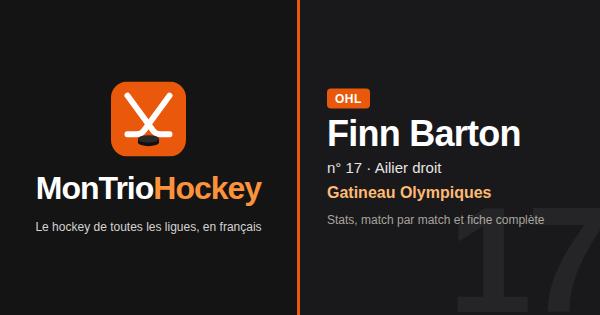 MonTrioHockey
Le hockey de toutes les ligues, en français
OHL
Finn Barton
n° 17 · Ailier droit
Gatineau Olympiques
Stats, match par match et fiche complète
17